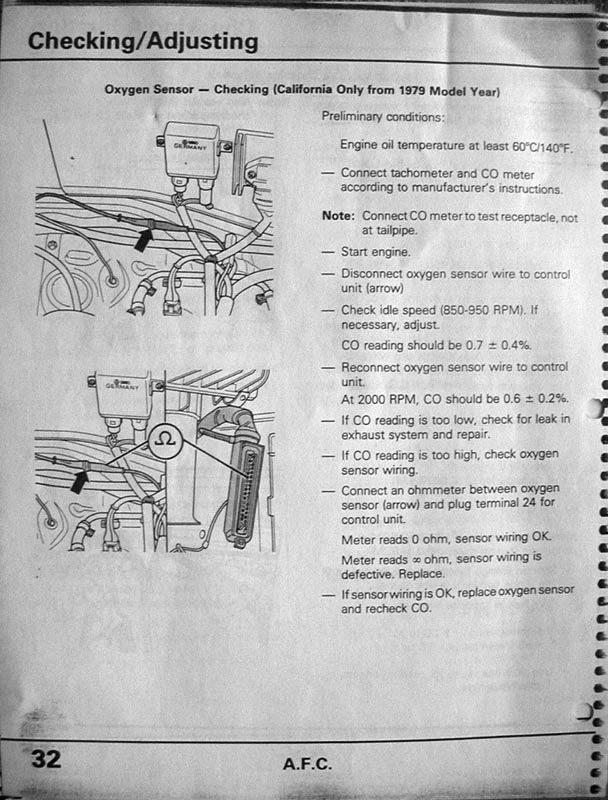 Checking/Adjusting
Oxygen Sensor — Checking (California Only from 1979 Model Year)
GERMANY
GERMANY
Ω
Preliminary conditions:
Engine oil temperature at least 60°C/140°F.
— Connect tachometer and CO meter
according to manufacturer's instructions.
Note: Connect CO meter to test receptacle, not
at tailpipe.
— Start engine.
— Disconnect oxygen sensor wire to control
unit (arrow)
— Check idle speed (850-950 RPM). If
necessary, adjust.
CO reading should be 0.7 ± 0.4%.
— Reconnect oxygen sensor wire to control
unit.
At 2000 RPM, CO should be 0.6 ± 0.2%.
— If CO reading is too low, check for leak in
exhaust system and repair.
— If CO reading is too high, check oxygen
sensor wiring.
— Connect an ohmmeter between oxygen
sensor (arrow) and plug terminal 24 for
control unit.
Meter reads 0 ohm, sensor wiring OK.
Meter reads ∞ ohm, sensor wiring is
defective. Replace.
— If sensor wiring is OK, replace oxygen sensor
and recheck CO.
32
A.F.C.